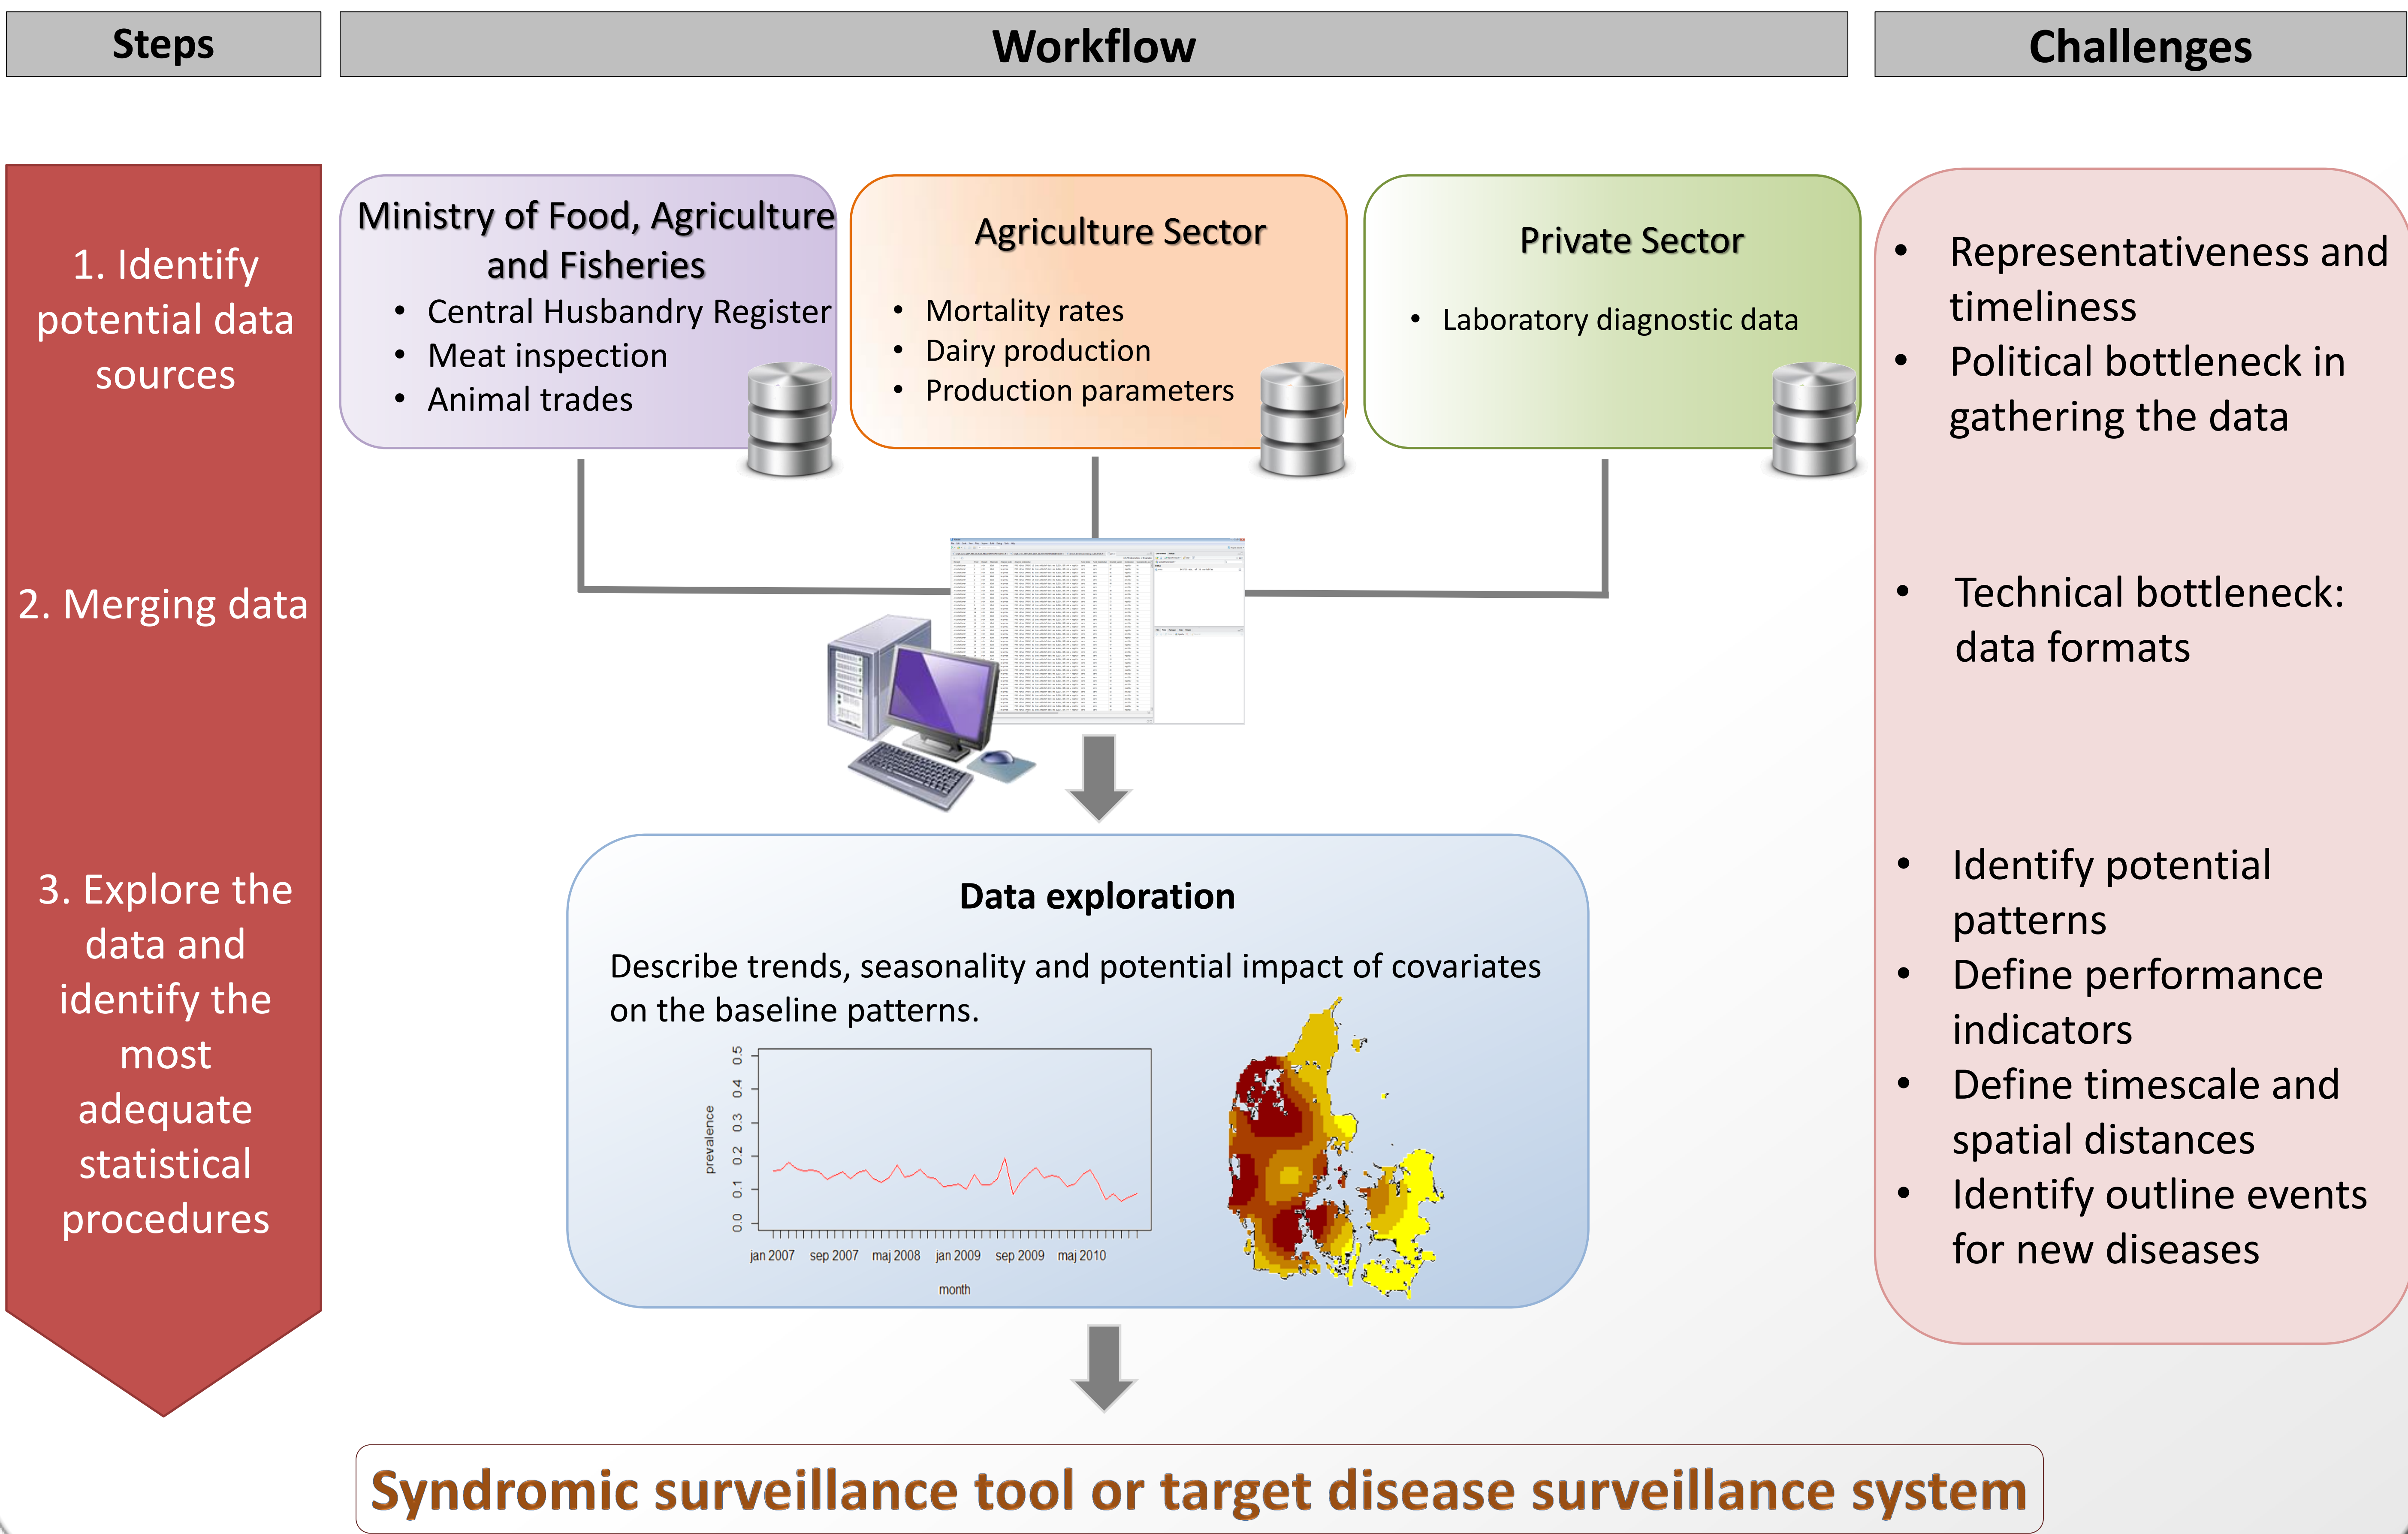 Steps
Workflow
Challenges
1. Identify
potential data
sources
2. Merging data
3. Explore the
data and
identify the
most
adequate
statistical
procedures
Ministry of Food, Agriculture
and Fisheries
• Central Husbandry Register
• Meat inspection
• Animal trades
Agriculture Sector
• Mortality rates
• Dairy production
• Production parameters
Private Sector
• Laboratory diagnostic data
Data exploration
Describe trends, seasonality and potential impact of covariates
on the baseline patterns.
prevalence
0.5
0.4
0.3
0.2
0.1
0.0
jan 2007 sep 2007 maj 2008 jan 2009 sep 2009 maj 2010
month
• Representativeness and
timeliness
• Political bottleneck in
gathering the data
• Technical bottleneck:
data formats
• Identify potential
patterns
• Define performance
indicators
• Define timescale and
spatial distances
• Identify outline events
for new diseases
Syndromic surveillance tool or target disease surveillance system